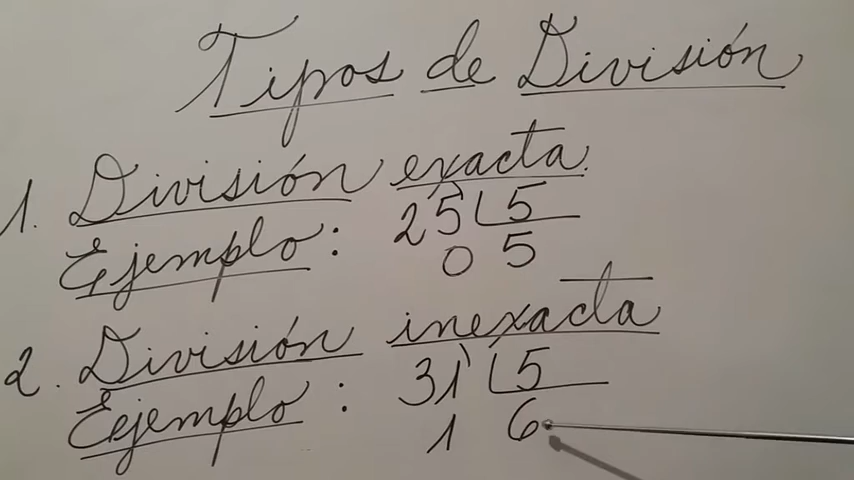 Tipos de División
1. División exacta.
Ejemplo: 25 5
0 5
2. División inexacta
Ejemplo: 31 5
1 6